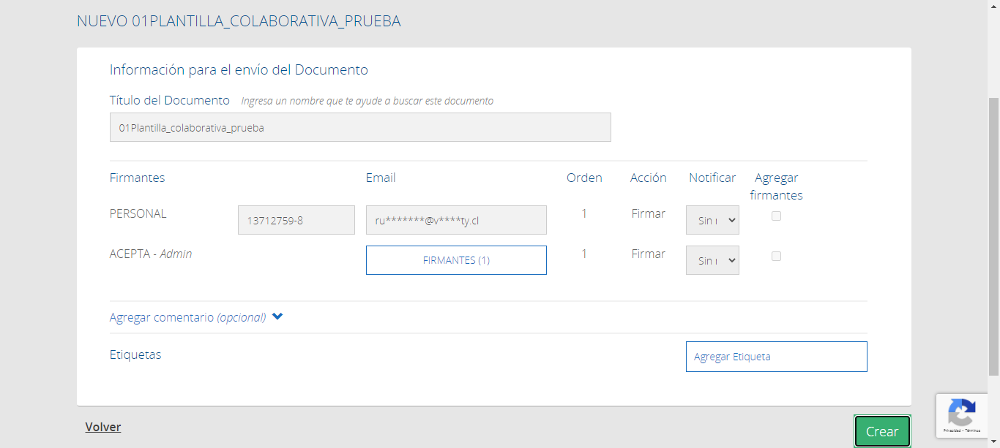 NUEVO 01PLANTILLA_COLABORATIVA_PRUEBA
Información para el envío del Documento
Título del Documento Ingresa un nombre que te ayude a buscar este documento
01Plantilla_colaborativa_prueba
Firmantes Email Orden Acción Notificar Agregar firmantes
PERSONAL 13712759-8 ru*******@v****ty.cl 1 Firmar Sin
ACEPTA - Admin FIRMANTES (1) 1 Firmar Sin
Agregar comentario (opcional)
Etiquetas Agregar Etiqueta
Volver Crear
Privacidad - Términos